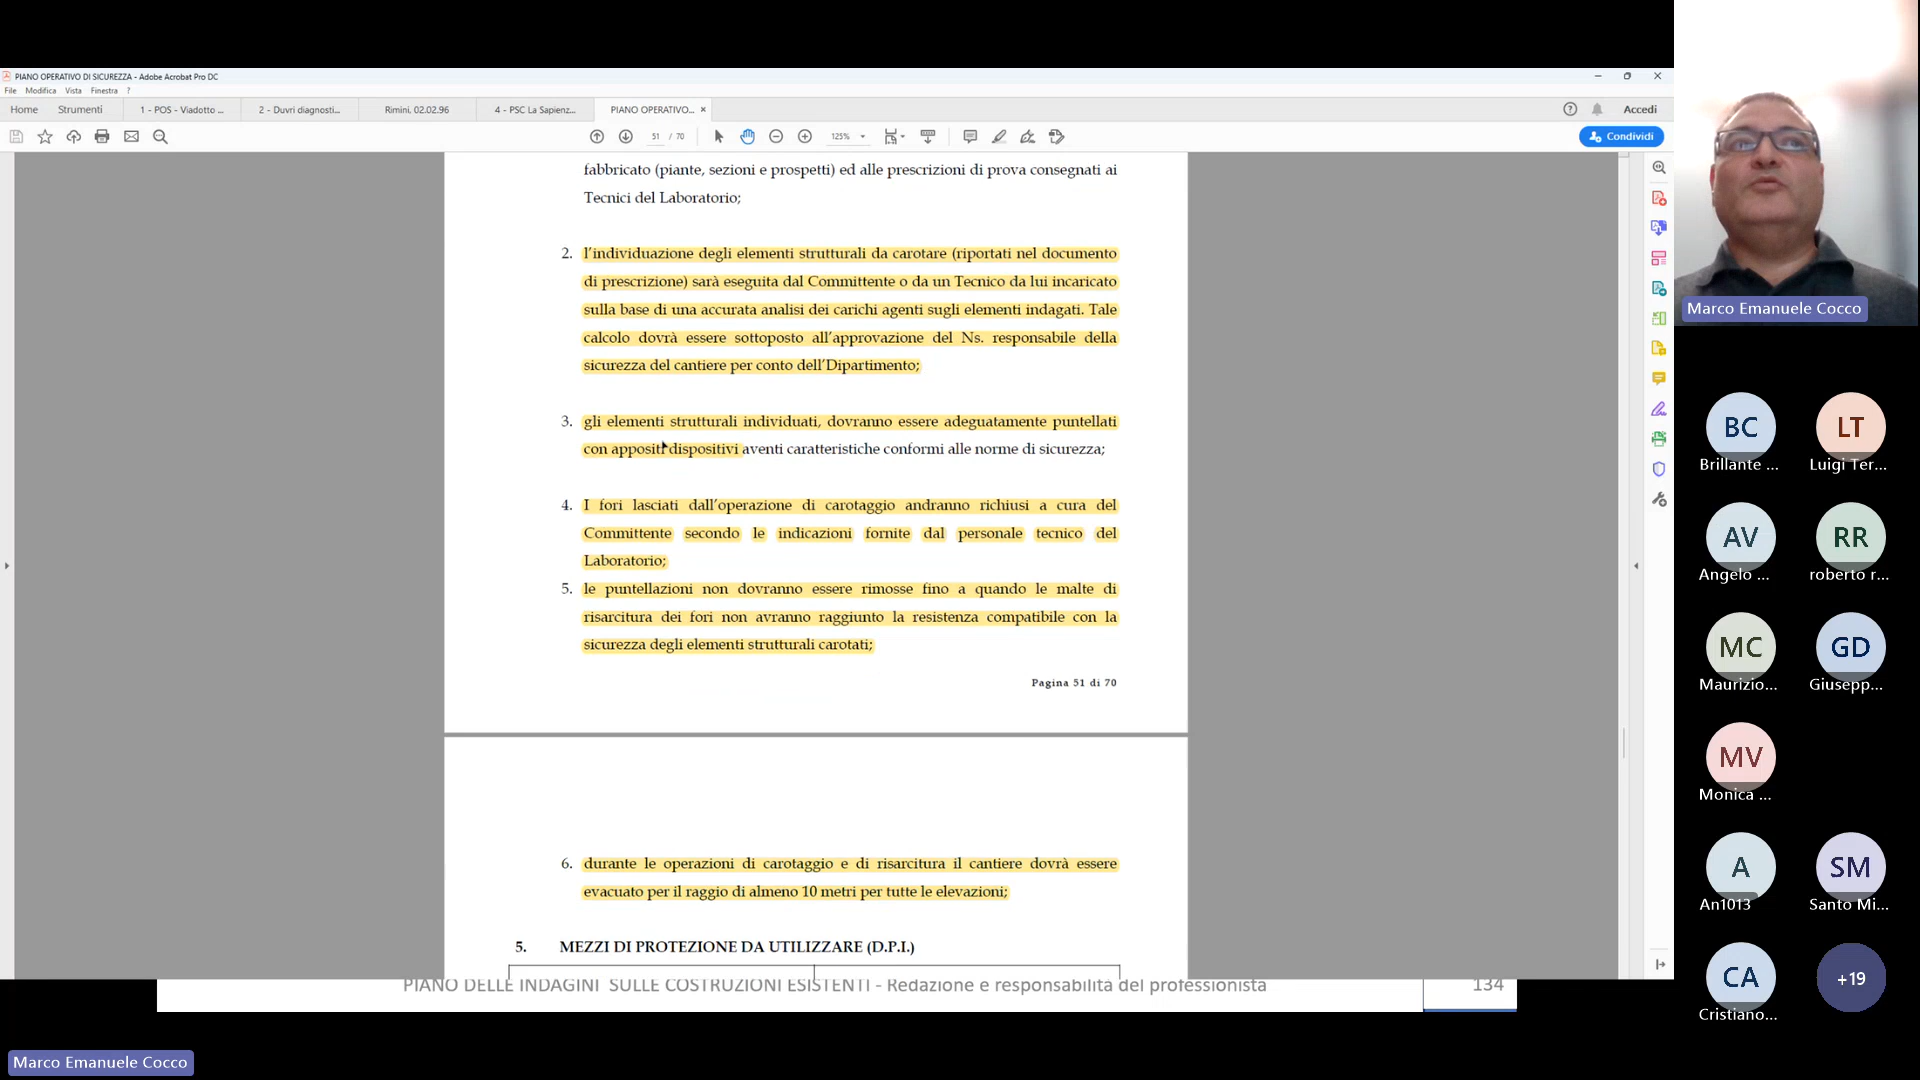 PIANO OPERATIVO DI SICUREZZA - Adobe Acrobat Pro DC
File Modifica Vista Finestra ?
Home Strumenti 1 - POS - Viadotto ... 2 - Duvri diagnosti... Rimini, 02.02.96 4 - PSC La Sapienz... PIANO OPERATIVO... × Accedi
51 / 70 125% Condividi
fabbricato (piante, sezioni e prospetti) ed alle prescrizioni di prova consegnati ai
Tecnici del Laboratorio;
2. l'individuazione degli elementi strutturali da carotare (riportati nel documento
di prescrizione) sarà eseguita dal Committente o da un Tecnico da lui incaricato
sulla base di una accurata analisi dei carichi agenti sugli elementi indagati. Tale
calcolo dovrà essere sottoposto all'approvazione del Ns. responsabile della
sicurezza del cantiere per conto dell'Dipartimento;
3. gli elementi strutturali individuati, dovranno essere adeguatamente puntellati
con appositi dispositivi aventi caratteristiche conformi alle norme di sicurezza;
4. I fori lasciati dall'operazione di carotaggio andranno richiusi a cura del
Committente secondo le indicazioni fornite dal personale tecnico del
Laboratorio;
5. le puntellazioni non dovranno essere rimosse fino a quando le malte di
risarcitura dei fori non avranno raggiunto la resistenza compatibile con la
sicurezza degli elementi strutturali carotati;
Pagina 51 di 70
6. durante le operazioni di carotaggio e di risarcitura il cantiere dovrà essere
evacuato per il raggio di almeno 10 metri per tutte le elevazioni;
5. MEZZI DI PROTEZIONE DA UTILIZZARE (D.P.I.)
PIANO DELLE INDAGINI SULLE COSTRUZIONI ESISTENTI - Redazione e responsabilità del professionista 134
Marco Emanuele Cocco
Marco Emanuele Cocco
BC LT
Brillante ... Luigi Ter...
AV RR
Angelo ... roberto r...
MC GD
Maurizio... Giusepp...
MV
Monica ...
A SM
An1013 Santo Mi...
CA +19
Cristiano...